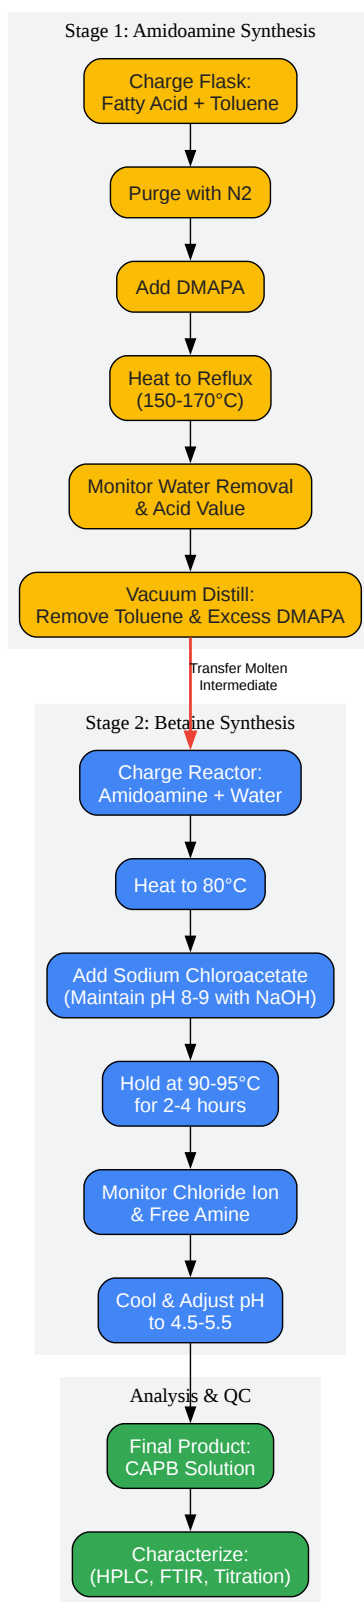 Stage 1: Amidoamine Synthesis
Charge Flask:
Fatty Acid + Toluene
Purge with N2
Add DMAPA
Heat to Reflux
(150-170°C)
Monitor Water Removal
& Acid Value
Vacuum Distill:
Remove Toluene & Excess DMAPA
Transfer Molten
Intermediate
Stage 2: Betaine Synthesis
Charge Reactor:
Amidoamine + Water
Heat to 80°C
Add Sodium Chloroacetate
(Maintain pH 8-9 with NaOH)
Hold at 90-95°C
for 2-4 hours
Monitor Chloride Ion
& Free Amine
Cool & Adjust pH
to 4.5-5.5
Analysis & QC
Final Product:
CAPB Solution
Characterize:
(HPLC, FTIR, Titration)